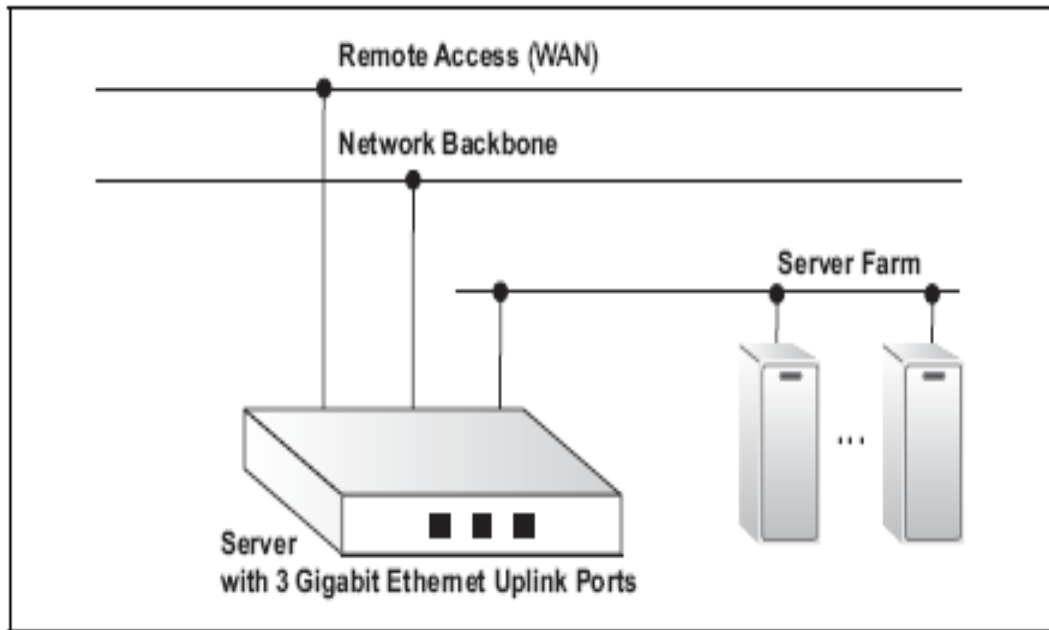 Remote Access (WAN)
Network Backbone
Server Farm
...
Server
with 3 Gigabit Ethernet Uplink Ports